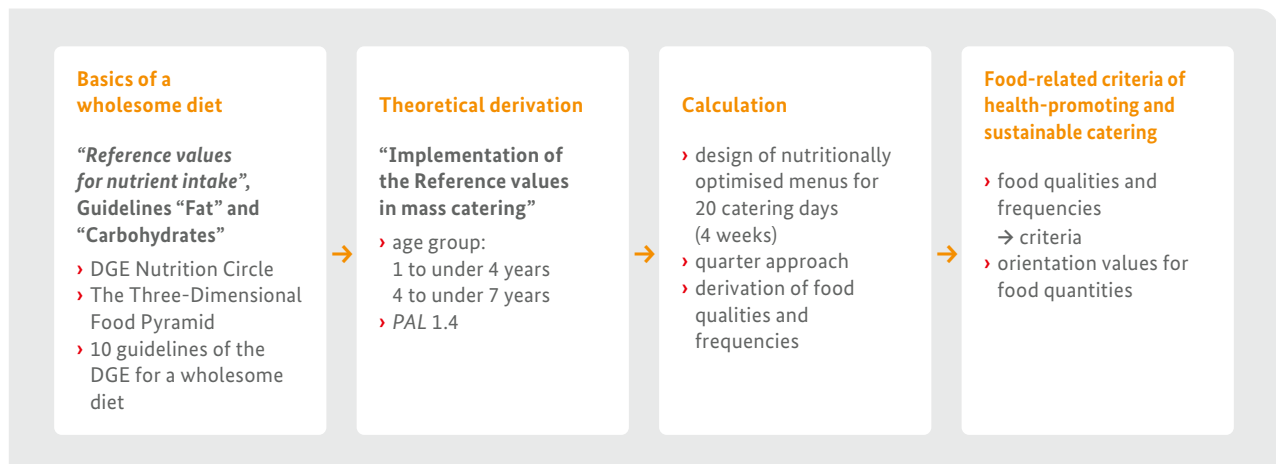 Basics of a
wholesome diet
“Reference values
for nutrient intake”,
Guidelines “Fat” and
“Carbohydrates”
› DGE Nutrition Circle
› The Three-Dimensional
Food Pyramid
› 10 guidelines of the
DGE for a wholesome
diet
→
Theoretical derivation
“Implementation of
the Reference values
in mass catering”
› age group:
1 to under 4 years
4 to under 7 years
› PAL 1.4
→
Calculation
› design of nutritionally
optimised menus for
20 catering days
(4 weeks)
› quarter approach
› derivation of food
qualities and
frequencies
→
Food-related criteria of
health-promoting and
sustainable catering
› food qualities and
frequencies
→ criteria
› orientation values for
food quantities